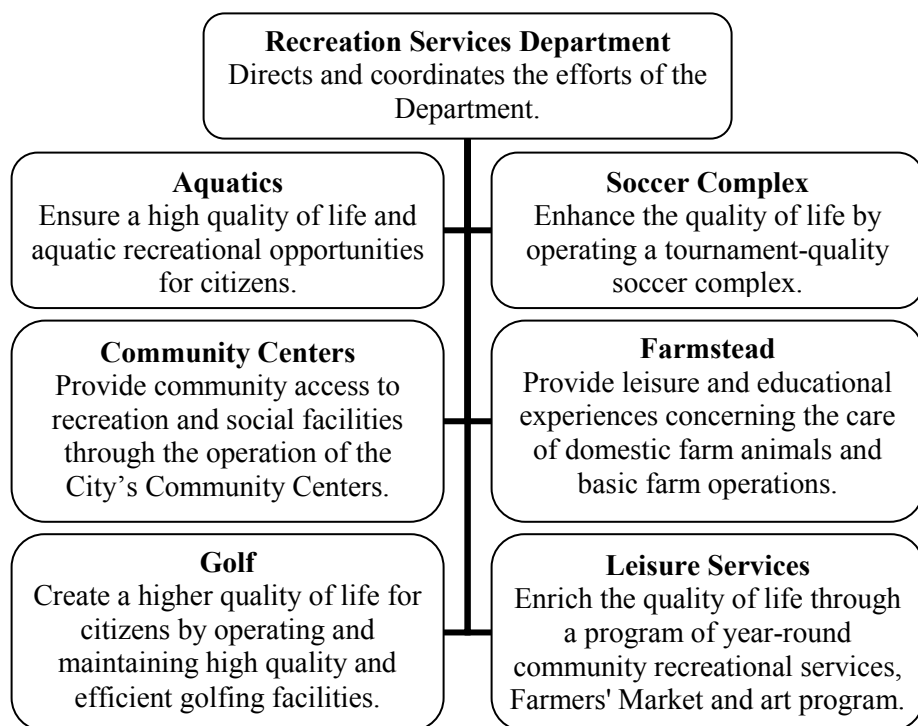 Recreation Services Department
Directs and coordinates the efforts of the
Department.
Aquatics
Ensure a high quality of life and
aquatic recreational opportunities
for citizens.
Soccer Complex
Enhance the quality of life by
operating a tournament-quality
soccer complex.
Community Centers
Provide community access to
recreation and social facilities
through the operation of the
City’s Community Centers.
Farmstead
Provide leisure and educational
experiences concerning the care
of domestic farm animals and
basic farm operations.
Golf
Create a higher quality of life for
citizens by operating and
maintaining high quality and
efficient golfing facilities.
Leisure Services
Enrich the quality of life through
a program of year-round
community recreational services,
Farmers' Market and art program.